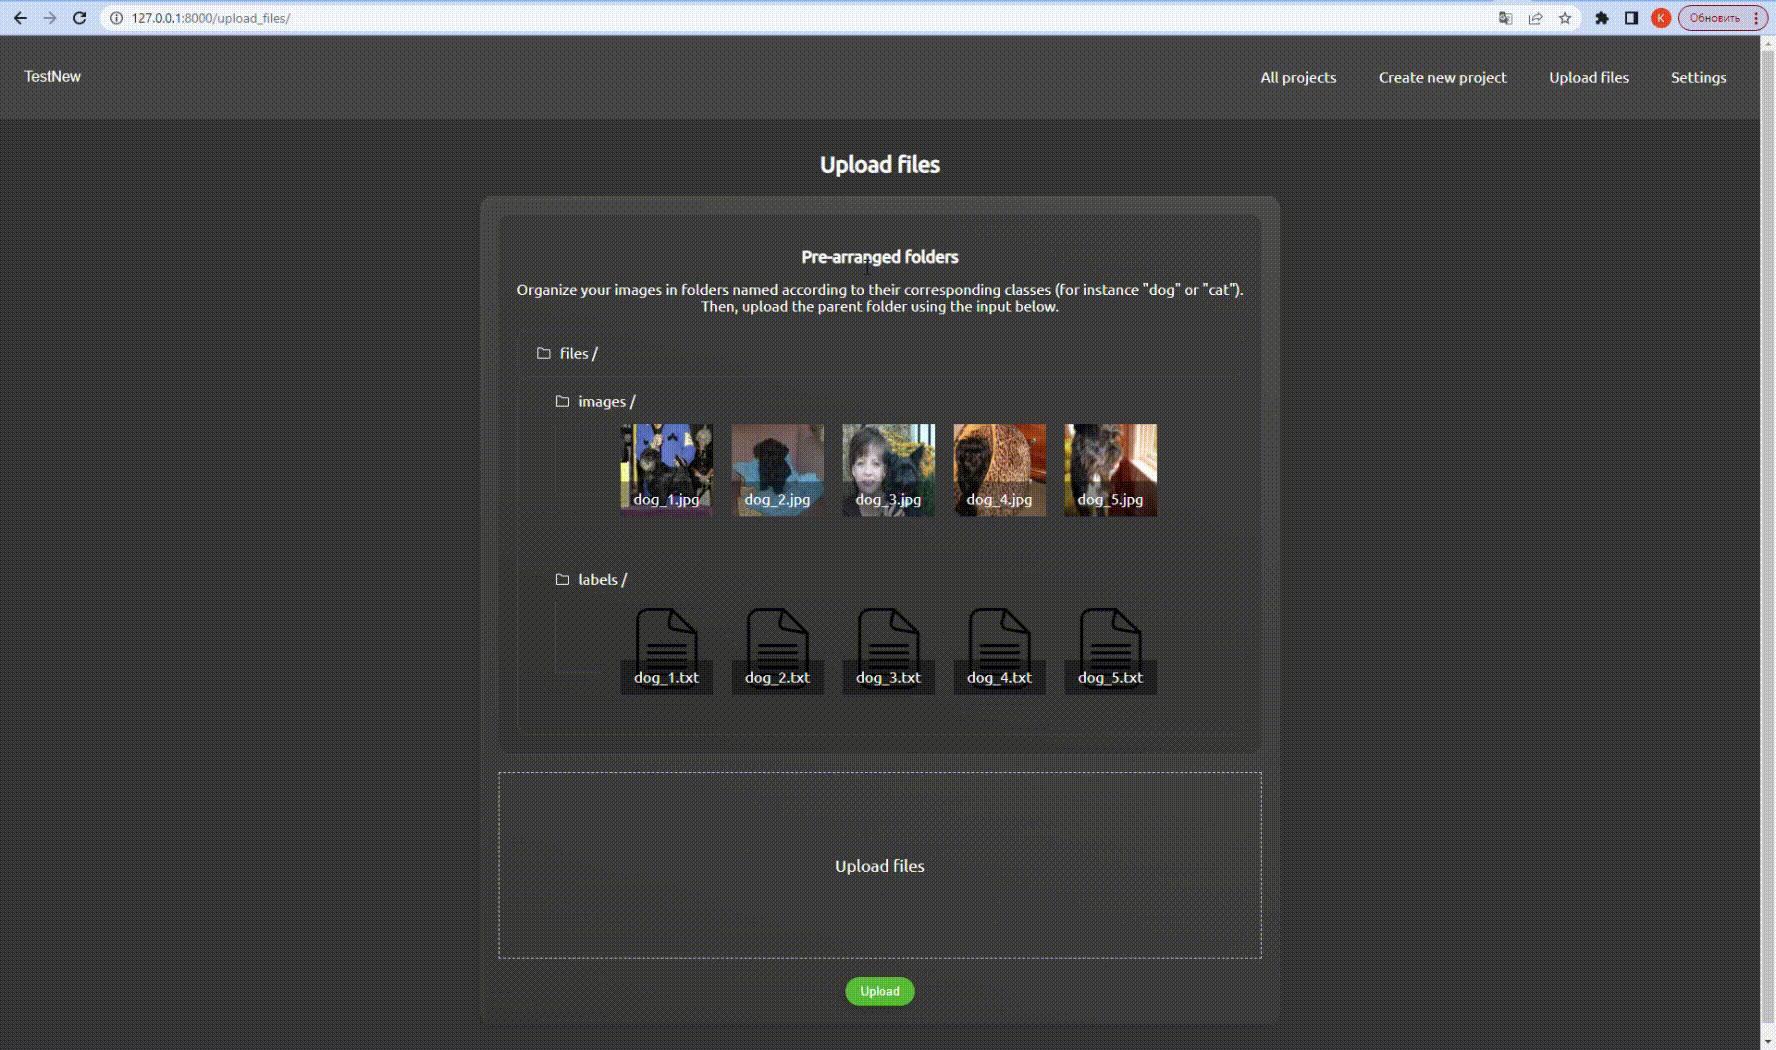 127.0.0.1:8000/upload_files/
K
Обновить
TestNew
All projects
Create new project
Upload files
Settings
Upload files
Pre-arranged folders
Organize your images in folders named according to their corresponding classes (for instance "dog" or "cat").
Then, upload the parent folder using the input below.
files /
images /
dog_1.jpg
dog_2.jpg
dog_3.jpg
dog_4.jpg
dog_5.jpg
labels /
dog_1.txt
dog_2.txt
dog_3.txt
dog_4.txt
dog_5.txt
Upload files
Upload